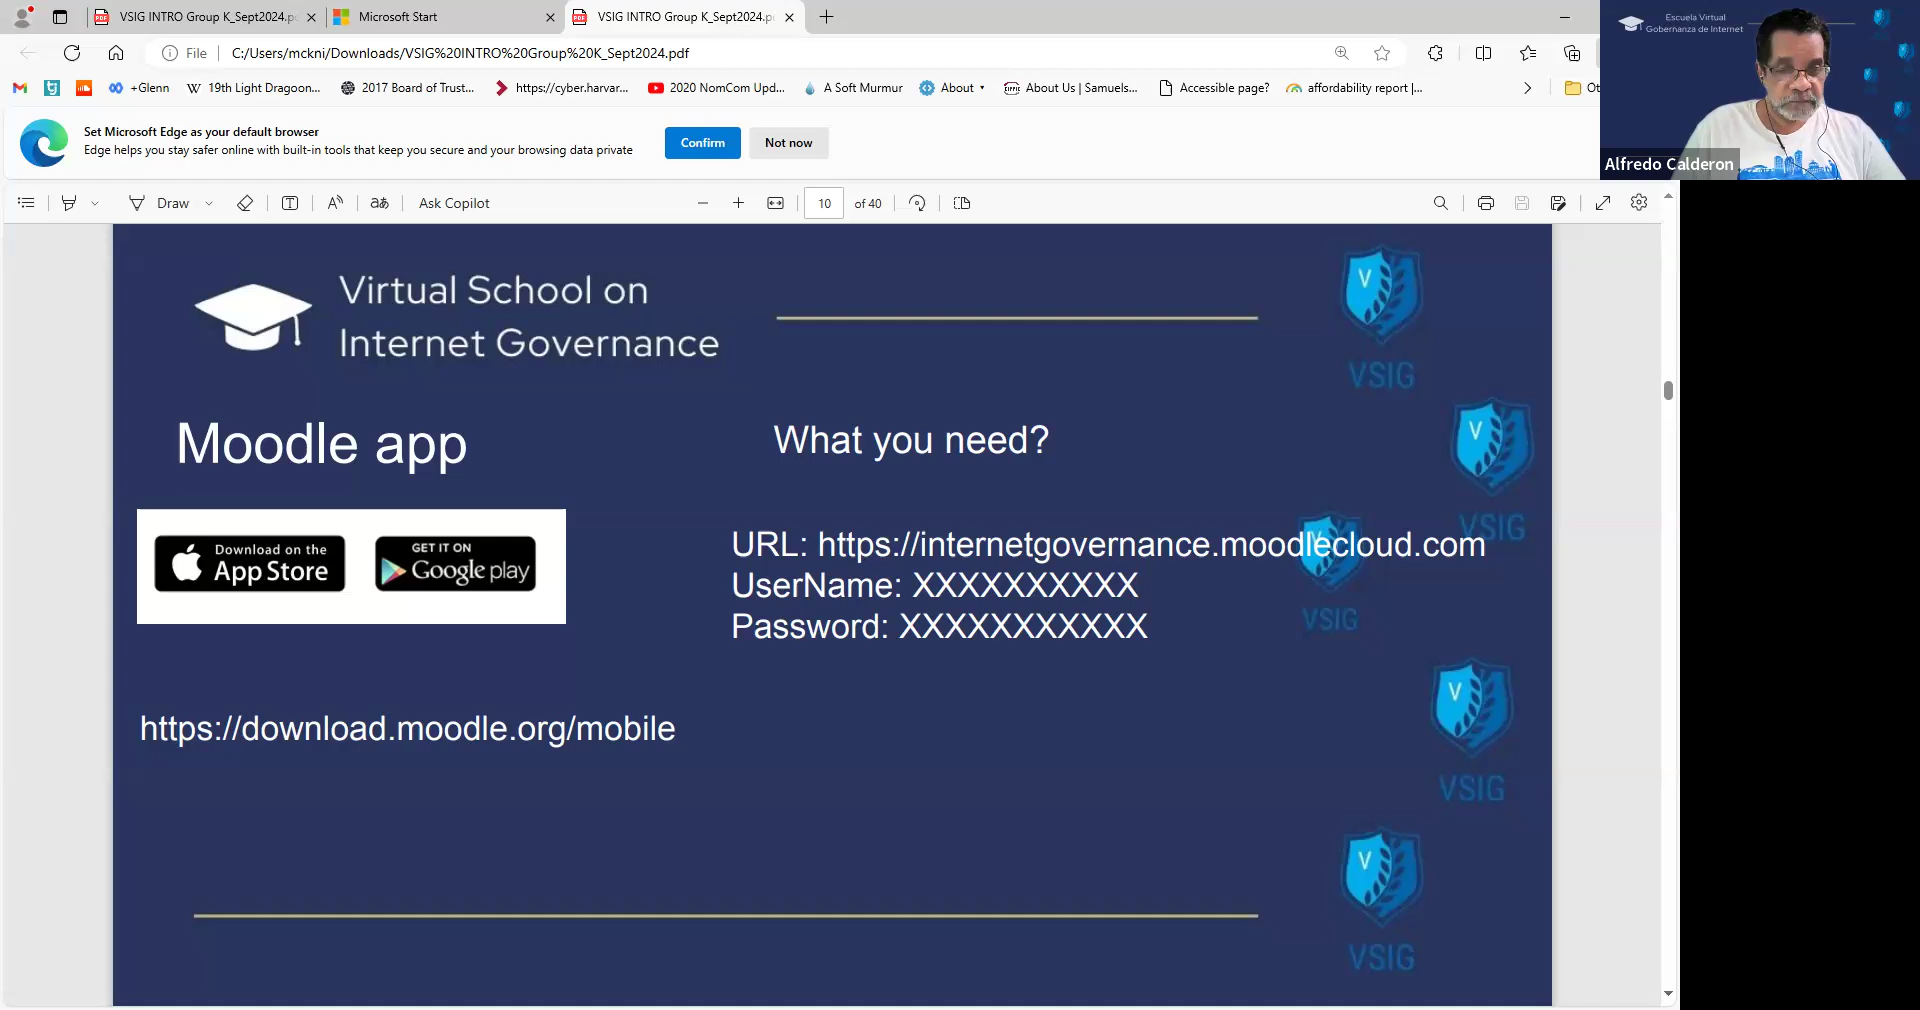 VSIG INTRO Group K_Sept2024.p
Microsoft Start
VSIG INTRO Group K_Sept2024.p
File
C:/Users/mckni/Downloads/VSIG%20INTRO%20Group%20K_Sept2024.pdf
+Glenn
19th Light Dragoon...
2017 Board of Trust...
https://cyber.harvar...
2020 NomCom Upd...
A Soft Murmur
About
About Us | Samuels...
Accessible page?
affordability report |...
Ot
Set Microsoft Edge as your default browser
Edge helps you stay safer online with built-in tools that keep you secure and your browsing data private
Confirm
Not now
Escuela Virtual
Gobernanza de Internet
Alfredo Calderon
Draw
Ask Copilot
10 of 40
Virtual School on
Internet Governance
V
VSIG
Moodle app
What you need?
V
VSIG
Download on the
App Store
GET IT ON
Google play
URL: https://internetgovernance.moodlecloud.com
UserName: XXXXXXXXXX
Password: XXXXXXXXXXX
V
VSIG
https://download.moodle.org/mobile
V
VSIG
V
VSIG